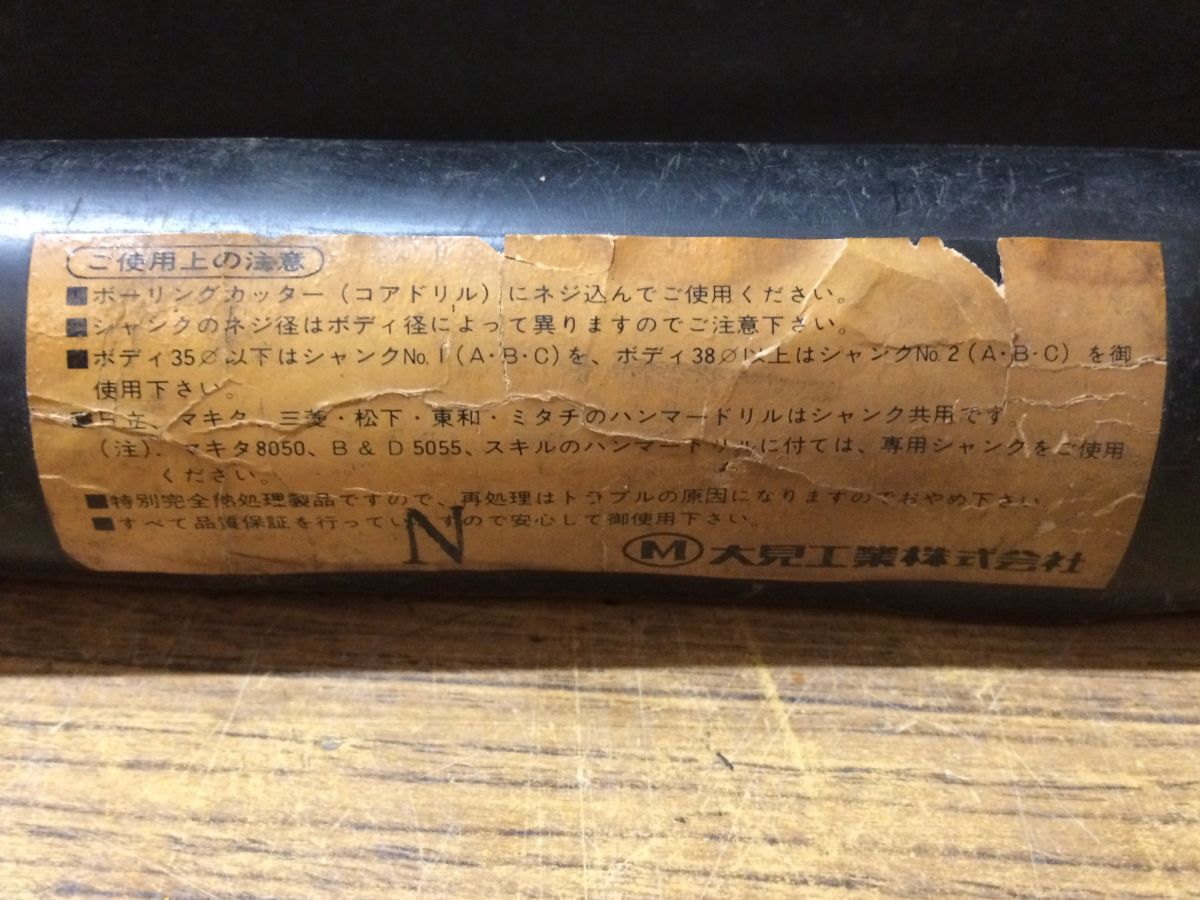 ご使用上の注意
■ボーリングカッター(コアドリル)にネジ込んでご使用ください。
■シャンクのネジ径はボディ径によって異りますのでご注意下さい。
■ボディ35∅以下はシャンクNo.1(A・B・C)を、ボディ38∅以上はシャンクNo.2(A・B・C)を御
使用下さい。
■日立、マキタ、三菱・松下・東和・ミタチのハンマードリルはシャンク共用です。
(注).マキタ8050、B&D5055、スキルのハンマードリルに付ては、専用シャンクをご使用
ください。
■特別完全熱処理製品ですので、再処理はトラブルの原因になりますのでおやめ下さい
■すべて品質保証を行ってい すので安心して御使用下さい。
N
M 大見工業株式会社